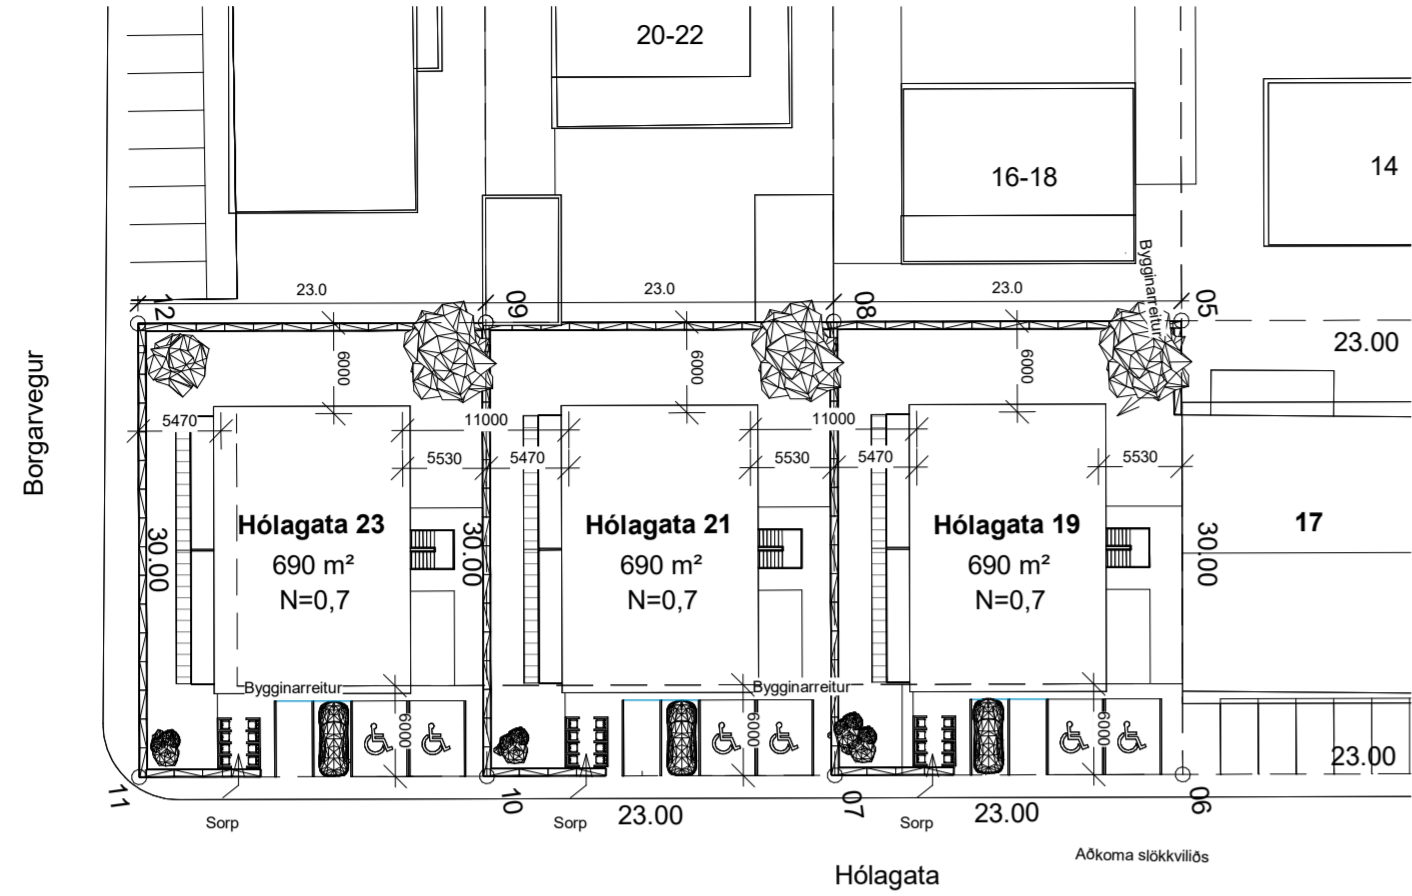 20-22
16-18
14
Bygginarreitur
12
23.0
09
23.0
08
23.0
05
23.00
6000
6000
6000
5470
11000
11000
5530
5470
5530
5470
5530
Borgarvegur
Hólagata 23
690 m²
N=0,7
Hólagata 21
690 m²
N=0,7
Hólagata 19
690 m²
N=0,7
17
30.00
30.00
30.00
Bygginarreitur
Bygginarreitur
6000
6000
6000
23.00
11
10
07
06
Sorp
Sorp
23.00
Sorp
23.00
Aðkoma slökkviliðs
Hólagata